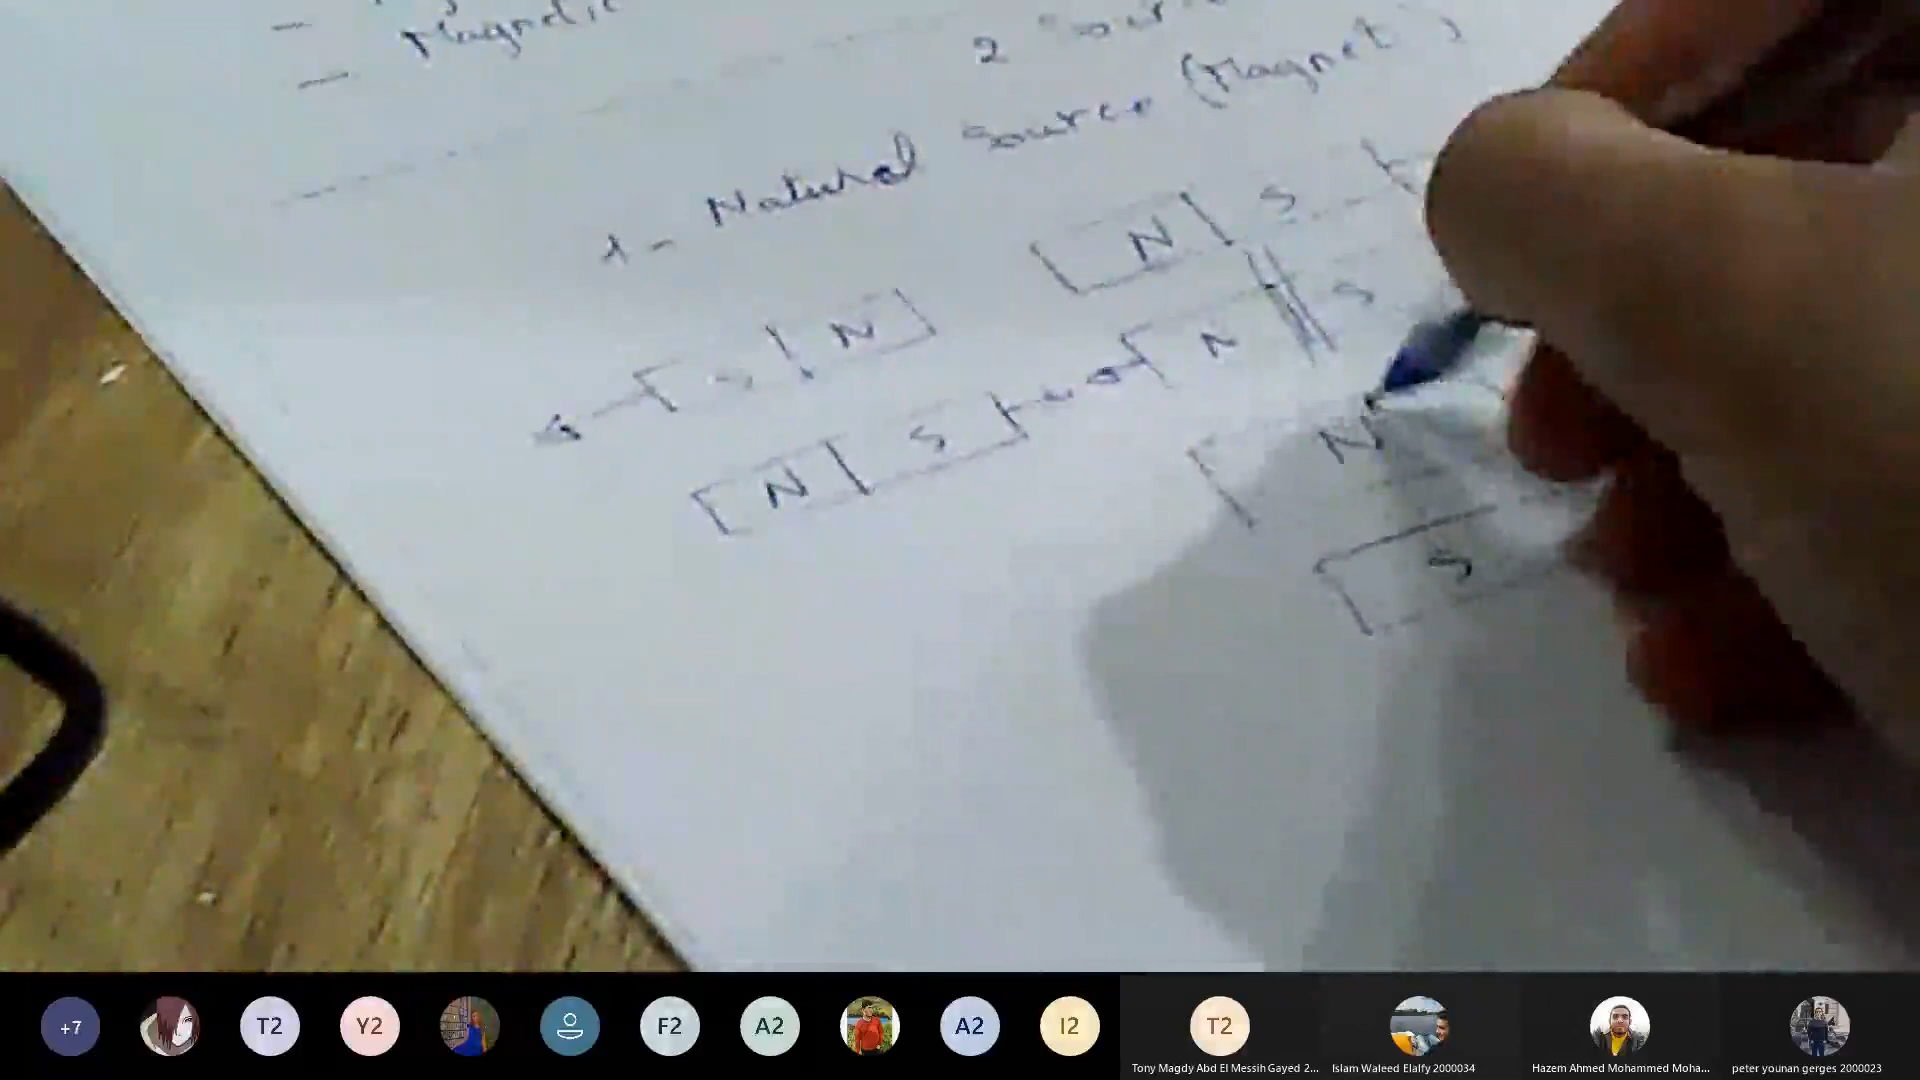 Magnetic
2 Sour
1 - Natural Source (Magnet)
N S
S N
N S N S
N
S
+7 T2 Y2 F2 A2 A2 I2 T2
Tony Magdy Abd El Messih Gayed 2... Islam Waleed Elalfy 2000034 Hazem Ahmed Mohammed Moha... peter younan gerges 2000023